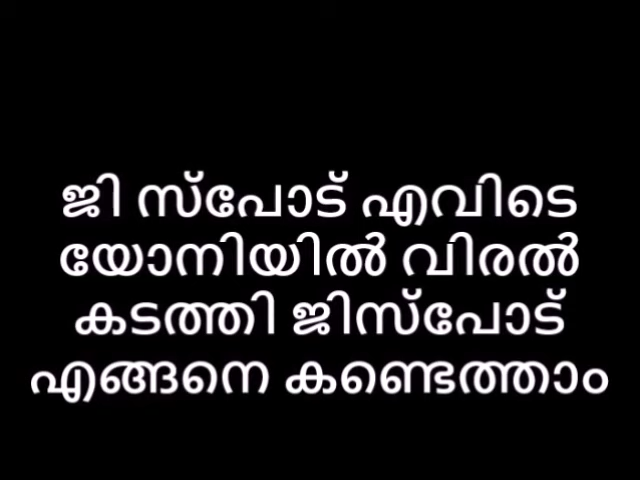 ജി സ്പോട് എവിടെ
യോനിയിൽ വിരൽ
കടത്തി ജിസ്പോട്
എങ്ങനെ കണ്ടെത്താം